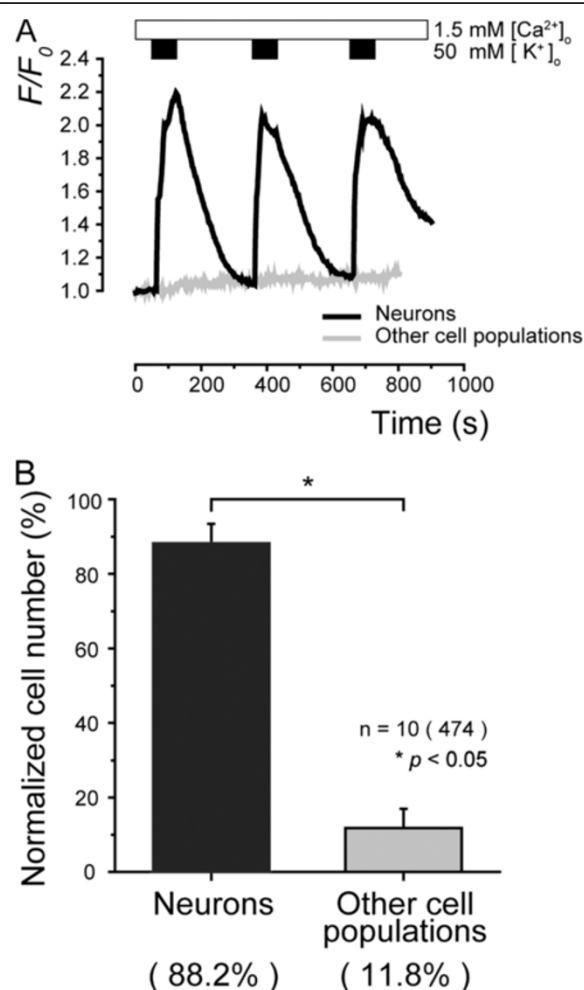 A
1.5 mM [Ca²⁺]ₒ
50 mM [ K⁺]ₒ
F/F₀
2.4
2.2
2.0
1.8
1.6
1.4
1.2
1.0
Neurons
Other cell populations
0 200 400 600 800 1000
Time (s)
B
Normalized cell number (%)
100
80
60
40
20
0
*
n = 10 ( 474 )
* p < 0.05
Neurons
Other cell
populations
( 88.2% ) ( 11.8% )